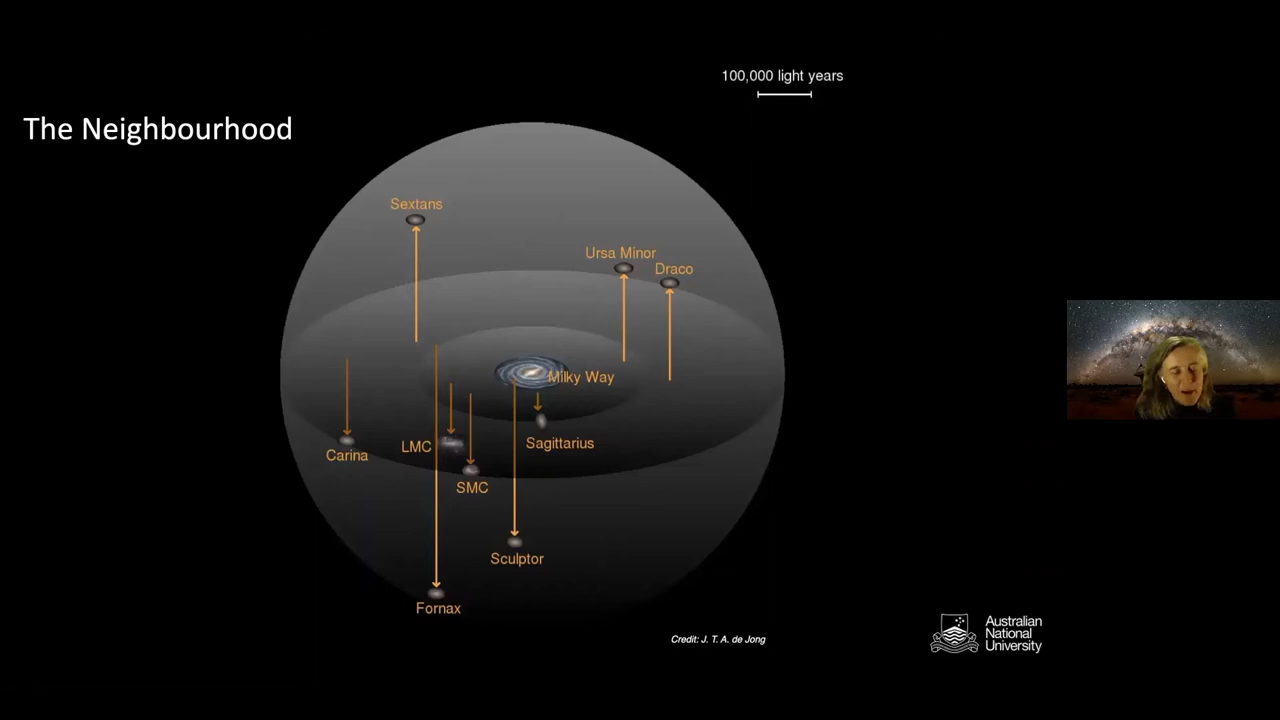 100,000 light years
The Neighbourhood
Sextans
Ursa Minor
Draco
Milky Way
LMC
Sagittarius
Carina
SMC
Sculptor
Fornax
Credit: J. T. A. de Jong
Australian
National
University